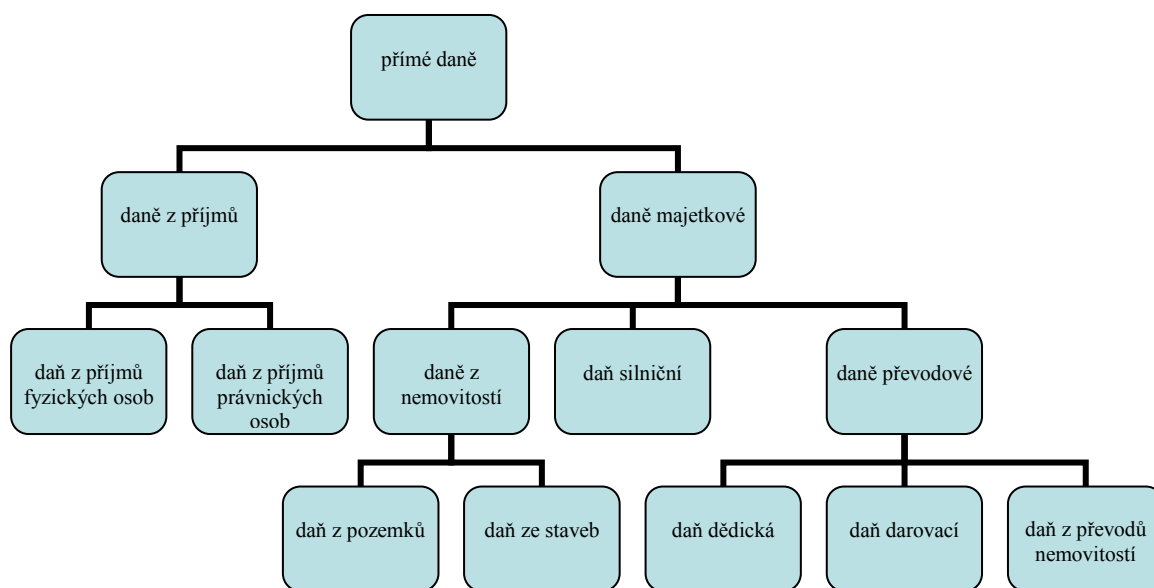 přímé daně
daně z příjmů
daně majetkové
daň z příjmů
fyzických osob
daň z příjmů
právnických
osob
daně z
nemovitostí
daň silniční
daně převodové
daň z pozemků
daň ze staveb
daň dědická
daň darovací
daň z převodů
nemovitostí